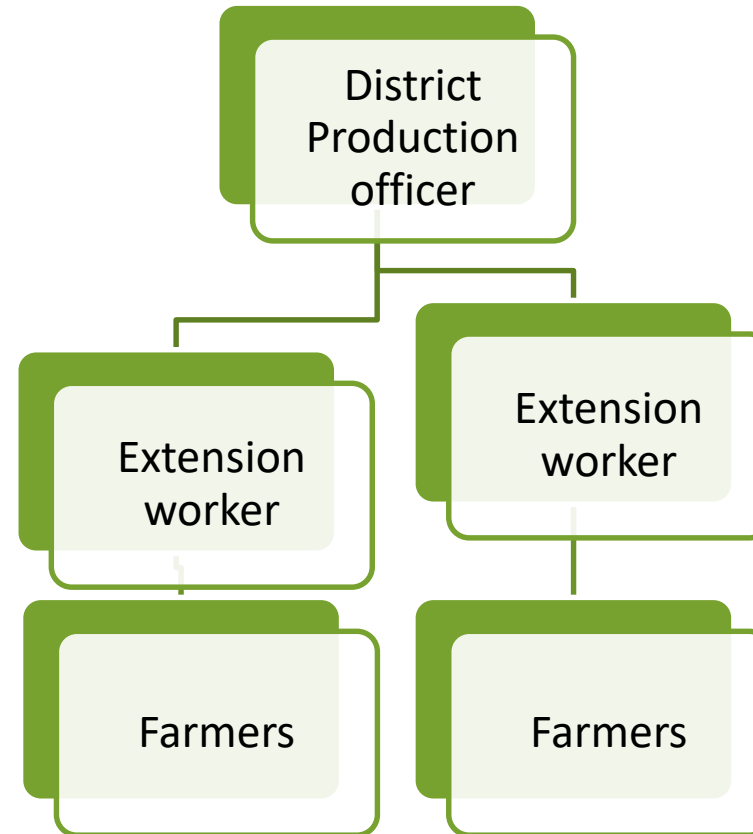 District
Production
officer
Extension
worker
Extension
worker
Farmers
Farmers